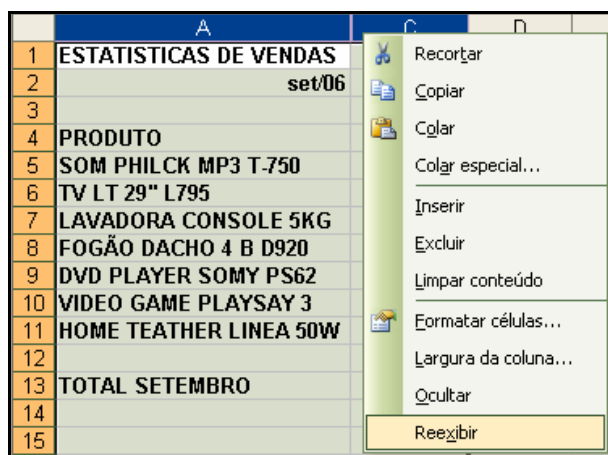 A C D
1 ESTATISTICAS DE VENDAS
2 set/06
3
4 PRODUTO
5 SOM PHILCK MP3 T-750
6 TV LT 29" L795
7 LAVADORA CONSOLE 5KG
8 FOGÃO DACHO 4 B D920
9 DVD PLAYER SOMY PS62
10 VIDEO GAME PLAYSAY 3
11 HOME TEATHER LINEA 50W
12
13 TOTAL SETEMBRO
14
15
Recortar
Copiar
Colar
Colar especial...
Inserir
Excluir
Limpar conteúdo
Formatar células...
Largura da coluna...
Ocultar
Reexibir